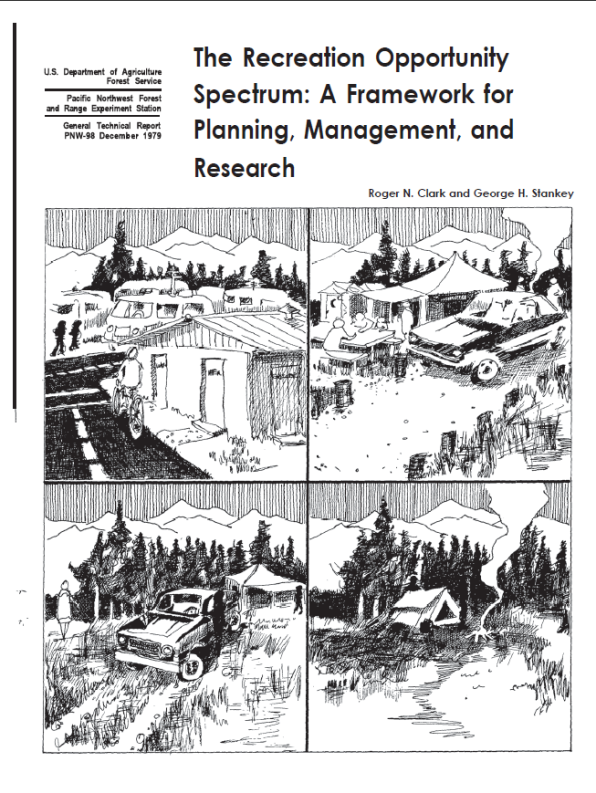 U.S. Department of Agriculture
Forest Service
Pacific Northwest Forest
and Range Experiment Station
General Technical Report
PNW-98 December 1979
The Recreation Opportunity
Spectrum: A Framework for
Planning, Management, and
Research
Roger N. Clark and George H. Stankey